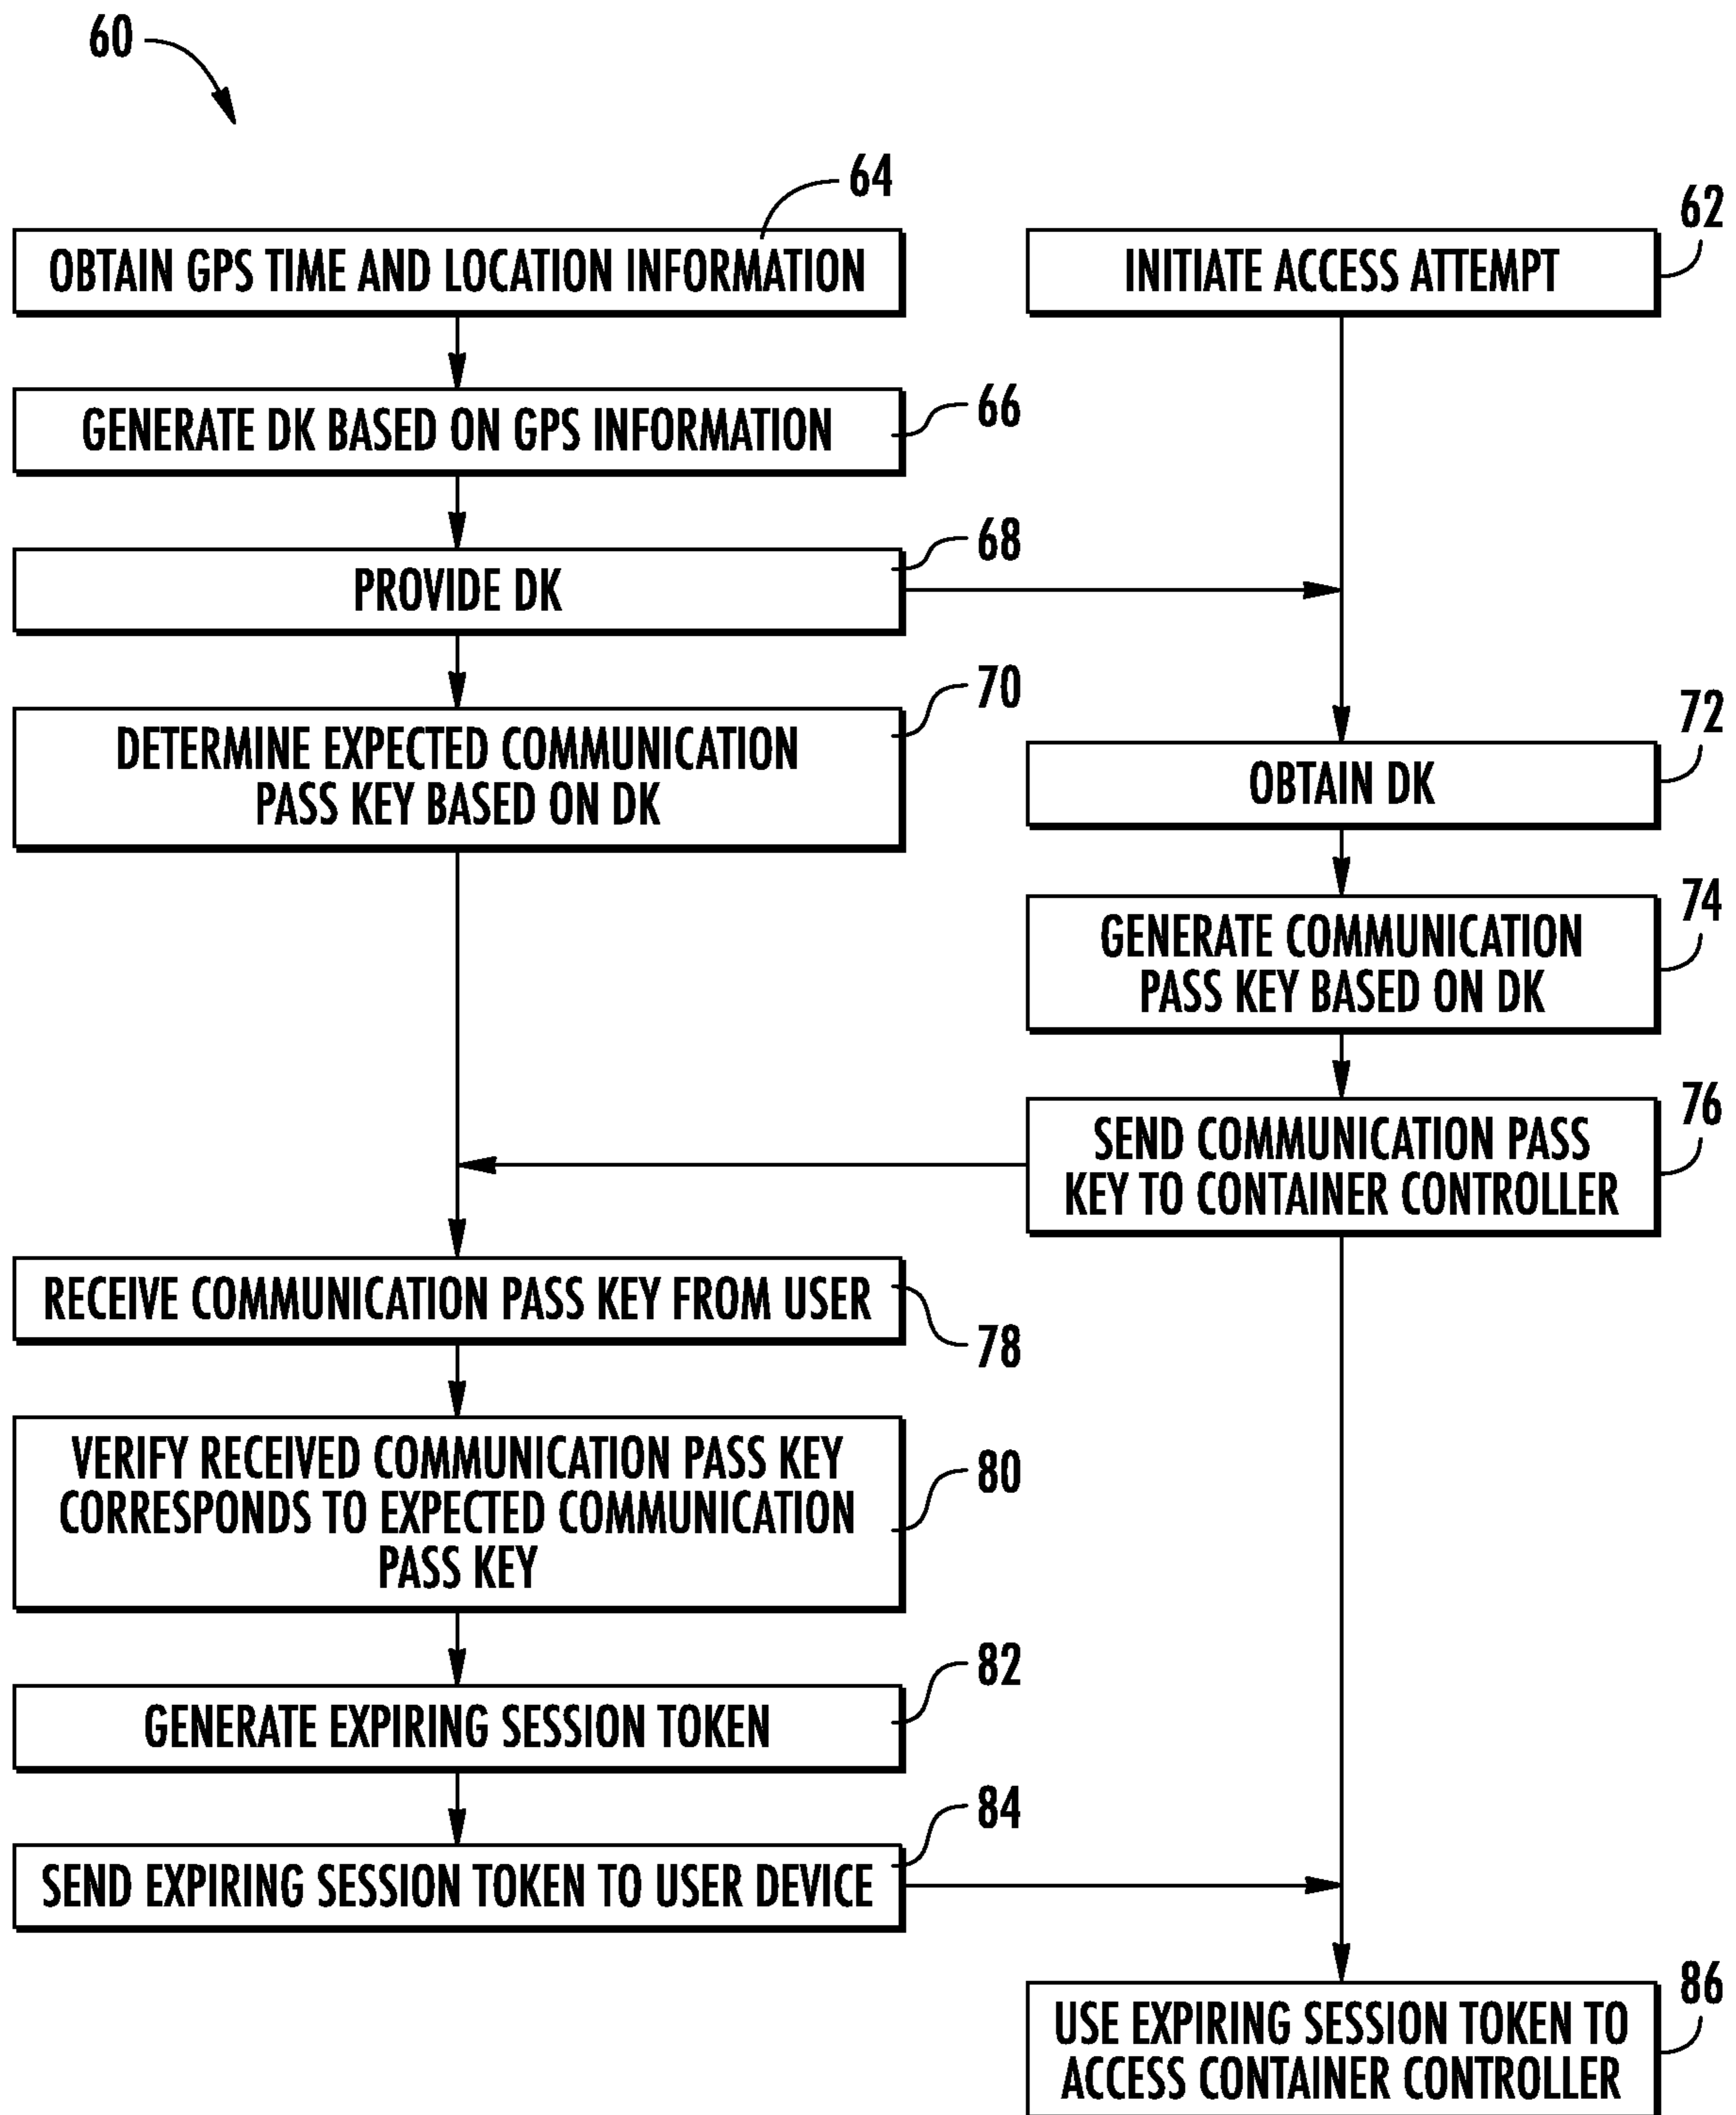 60
64
OBTAIN GPS TIME AND LOCATION INFORMATION
62
INITIATE ACCESS ATTEMPT
66
GENERATE DK BASED ON GPS INFORMATION
68
PROVIDE DK
70
DETERMINE EXPECTED COMMUNICATION
PASS KEY BASED ON DK
72
OBTAIN DK
74
GENERATE COMMUNICATION
PASS KEY BASED ON DK
76
SEND COMMUNICATION PASS
KEY TO CONTAINER CONTROLLER
RECEIVE COMMUNICATION PASS KEY FROM USER
78
VERIFY RECEIVED COMMUNICATION PASS KEY
CORRESPONDS TO EXPECTED COMMUNICATION
PASS KEY
80
82
GENERATE EXPIRING SESSION TOKEN
84
SEND EXPIRING SESSION TOKEN TO USER DEVICE
86
USE EXPIRING SESSION TOKEN TO
ACCESS CONTAINER CONTROLLER